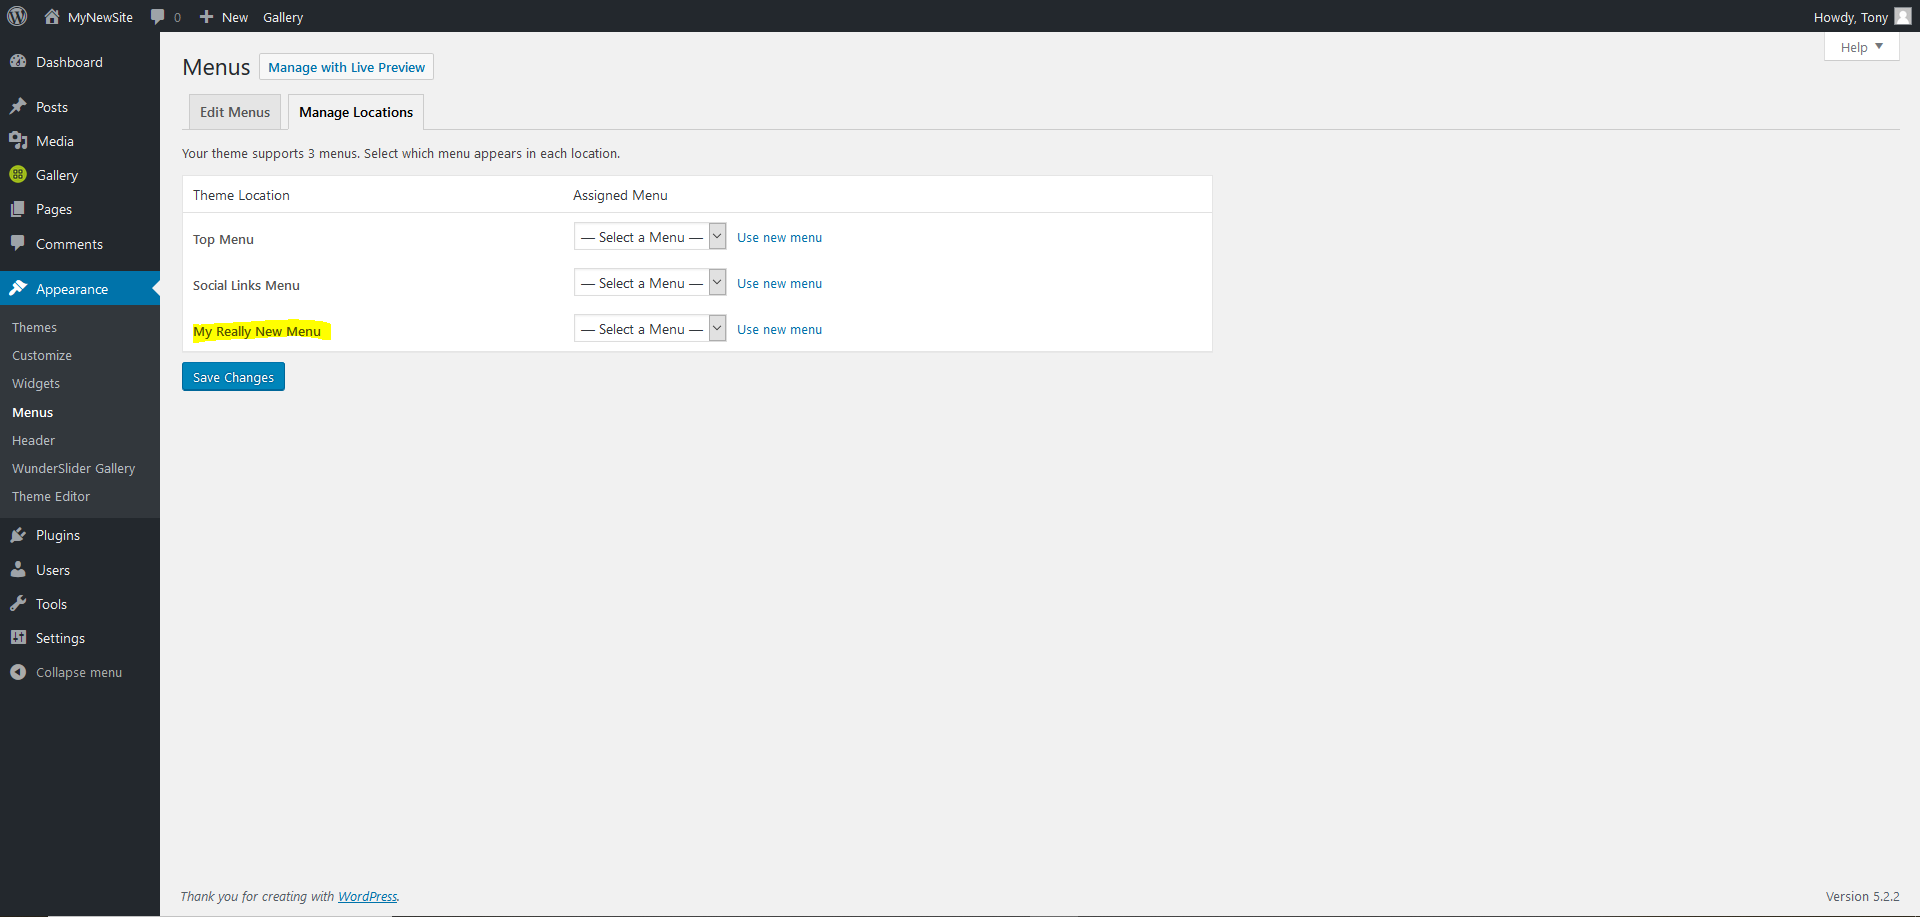 MyNewSite 0 New Gallery Howdy, Tony
Help
Dashboard
Posts
Media
Gallery
Pages
Comments
Appearance
Themes
Customize
Widgets
Menus
Header
WunderSlider Gallery
Theme Editor
Plugins
Users
Tools
Settings
Collapse menu
Menus Manage with Live Preview
Edit Menus Manage Locations
Your theme supports 3 menus. Select which menu appears in each location.
Theme Location Assigned Menu
Top Menu — Select a Menu — Use new menu
Social Links Menu — Select a Menu — Use new menu
My Really New Menu — Select a Menu — Use new menu
Save Changes
Thank you for creating with WordPress. Version 5.2.2